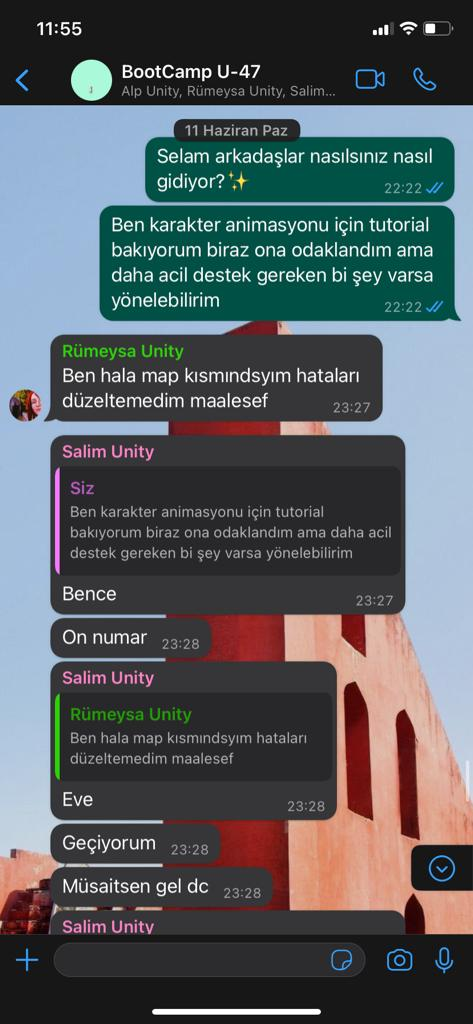 11:55
BootCamp U-47
Alp Unity, Rümeysa Unity, Salim...
11 Haziran Paz
Selam arkadaşlar nasılsınız nasıl
gidiyor?✨
22:22
Ben karakter animasyonu için tutorial
bakıyorum biraz ona odaklandım ama
daha acil destek gereken bi şey varsa
yönelebilirim
22:22
Rümeysa Unity
Ben hala map kısmındsyım hataları
düzeltemedim maalesef
23:27
Salim Unity
Siz
Ben karakter animasyonu için tutorial
bakıyorum biraz ona odaklandım ama daha acil
destek gereken bi şey varsa yönelebilirim
Bence
23:27
On numar 23:28
Salim Unity
Rümeysa Unity
Ben hala map kısmındsyım hataları
düzeltemedim maalesef
Eve
23:28
Geçiyorum 23:28
Müsaitsen gel dc 23:28
Salim Unity